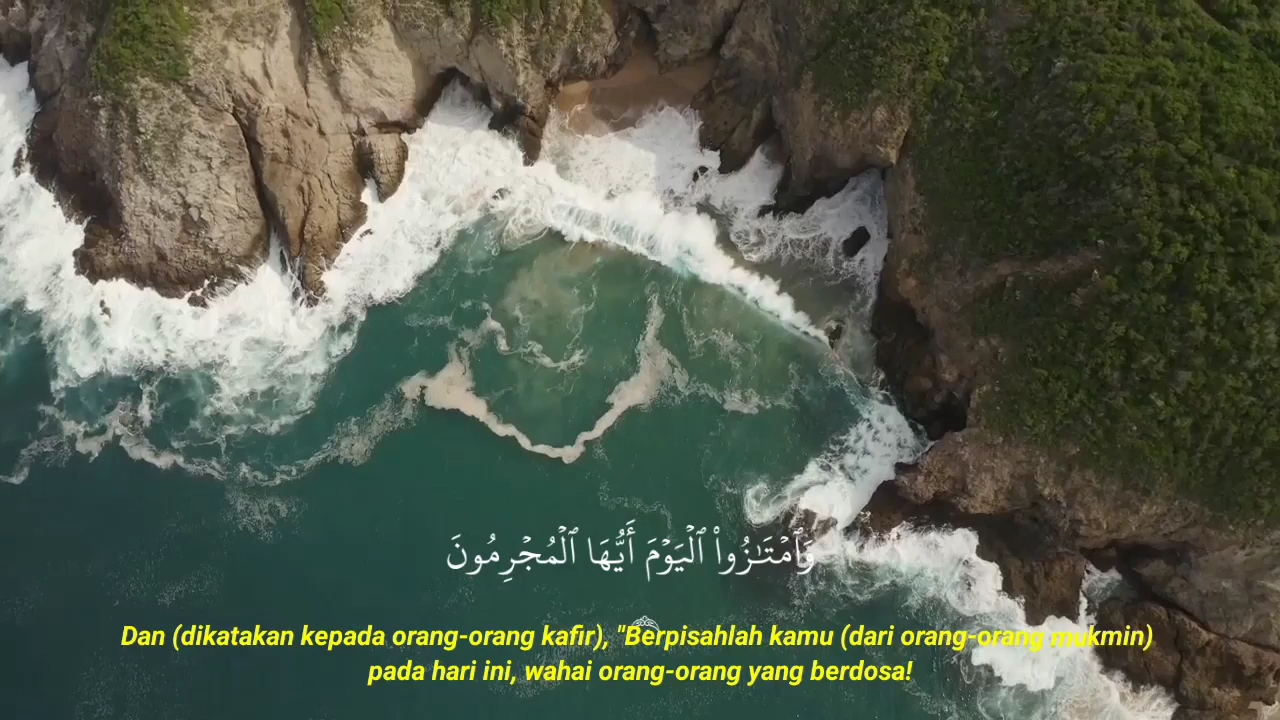 وَٱمْتَـٰزُوا۟ ٱلْيَوْمَ أَيُّهَا ٱلْمُجْرِمُونَ
Dan (dikatakan kepada orang-orang kafir), "Berpisahlah kamu (dari orang-orang mukmin)
pada hari ini, wahai orang-orang yang berdosa!